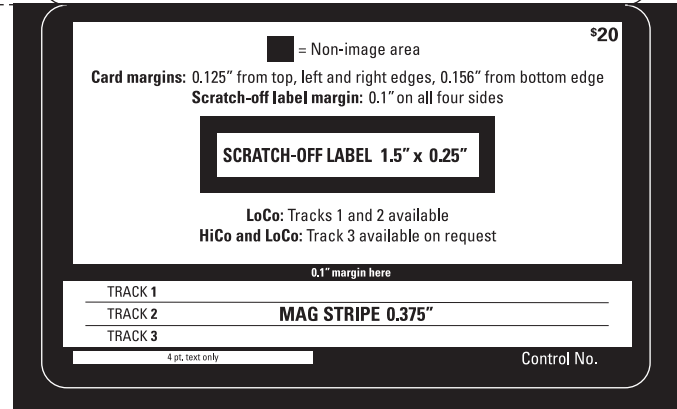 $20
= Non-image area
Card margins: 0.125” from top, left and right edges, 0.156” from bottom edge
Scratch-off label margin: 0.1” on all four sides
SCRATCH-OFF LABEL 1.5” x 0.25”
LoCo: Tracks 1 and 2 available
HiCo and LoCo: Track 3 available on request
0.1” margin here
TRACK 1
TRACK 2 MAG STRIPE 0.375”
TRACK 3
4 pt. text only
Control No.